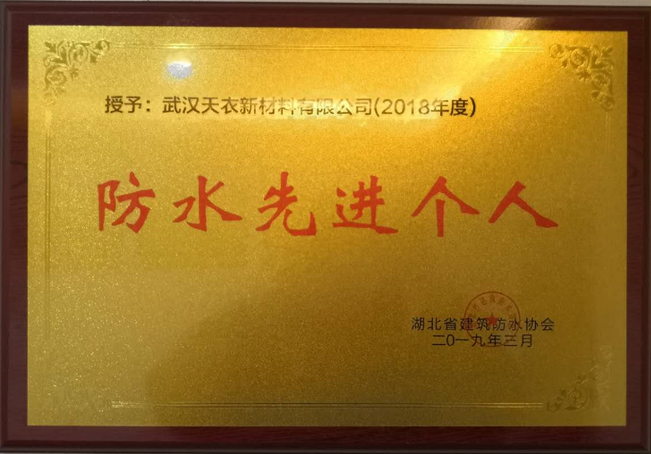 授予：武汉天衣新材料有限公司(2018年度)
防水先进个人
湖北省建筑防水协会
二0一九年三月